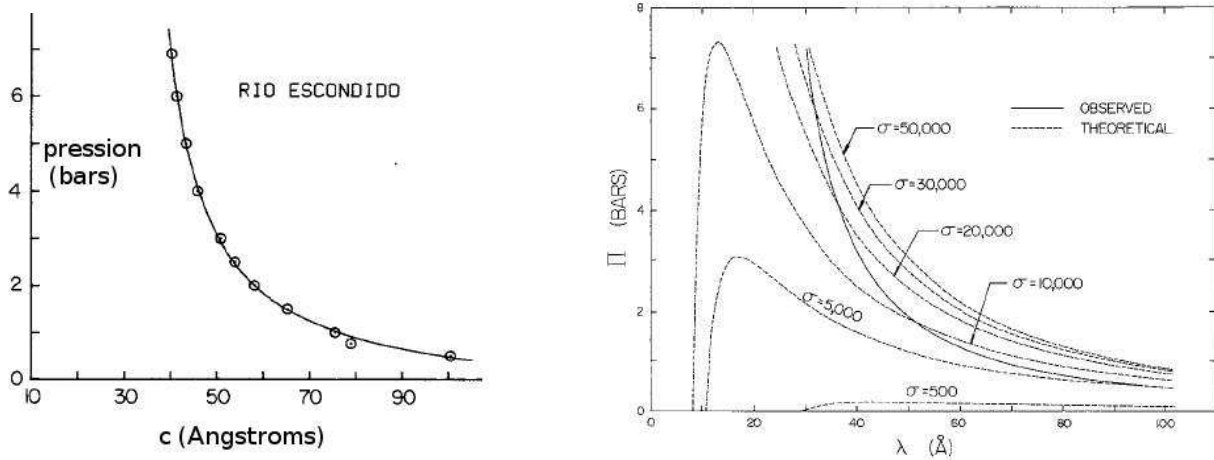 RIO ESCONDIDO
pression
(bars)
6
4
2
0
10 30 50 70 90
c (Angstroms)
8
6
4
2
0
Π (BARS)
OBSERVED
THEORETICAL
σ=50,000
σ=30,000
σ=20,000
σ=10,000
σ=5,000
σ=500
0 20 40 60 80 100
λ (Å)